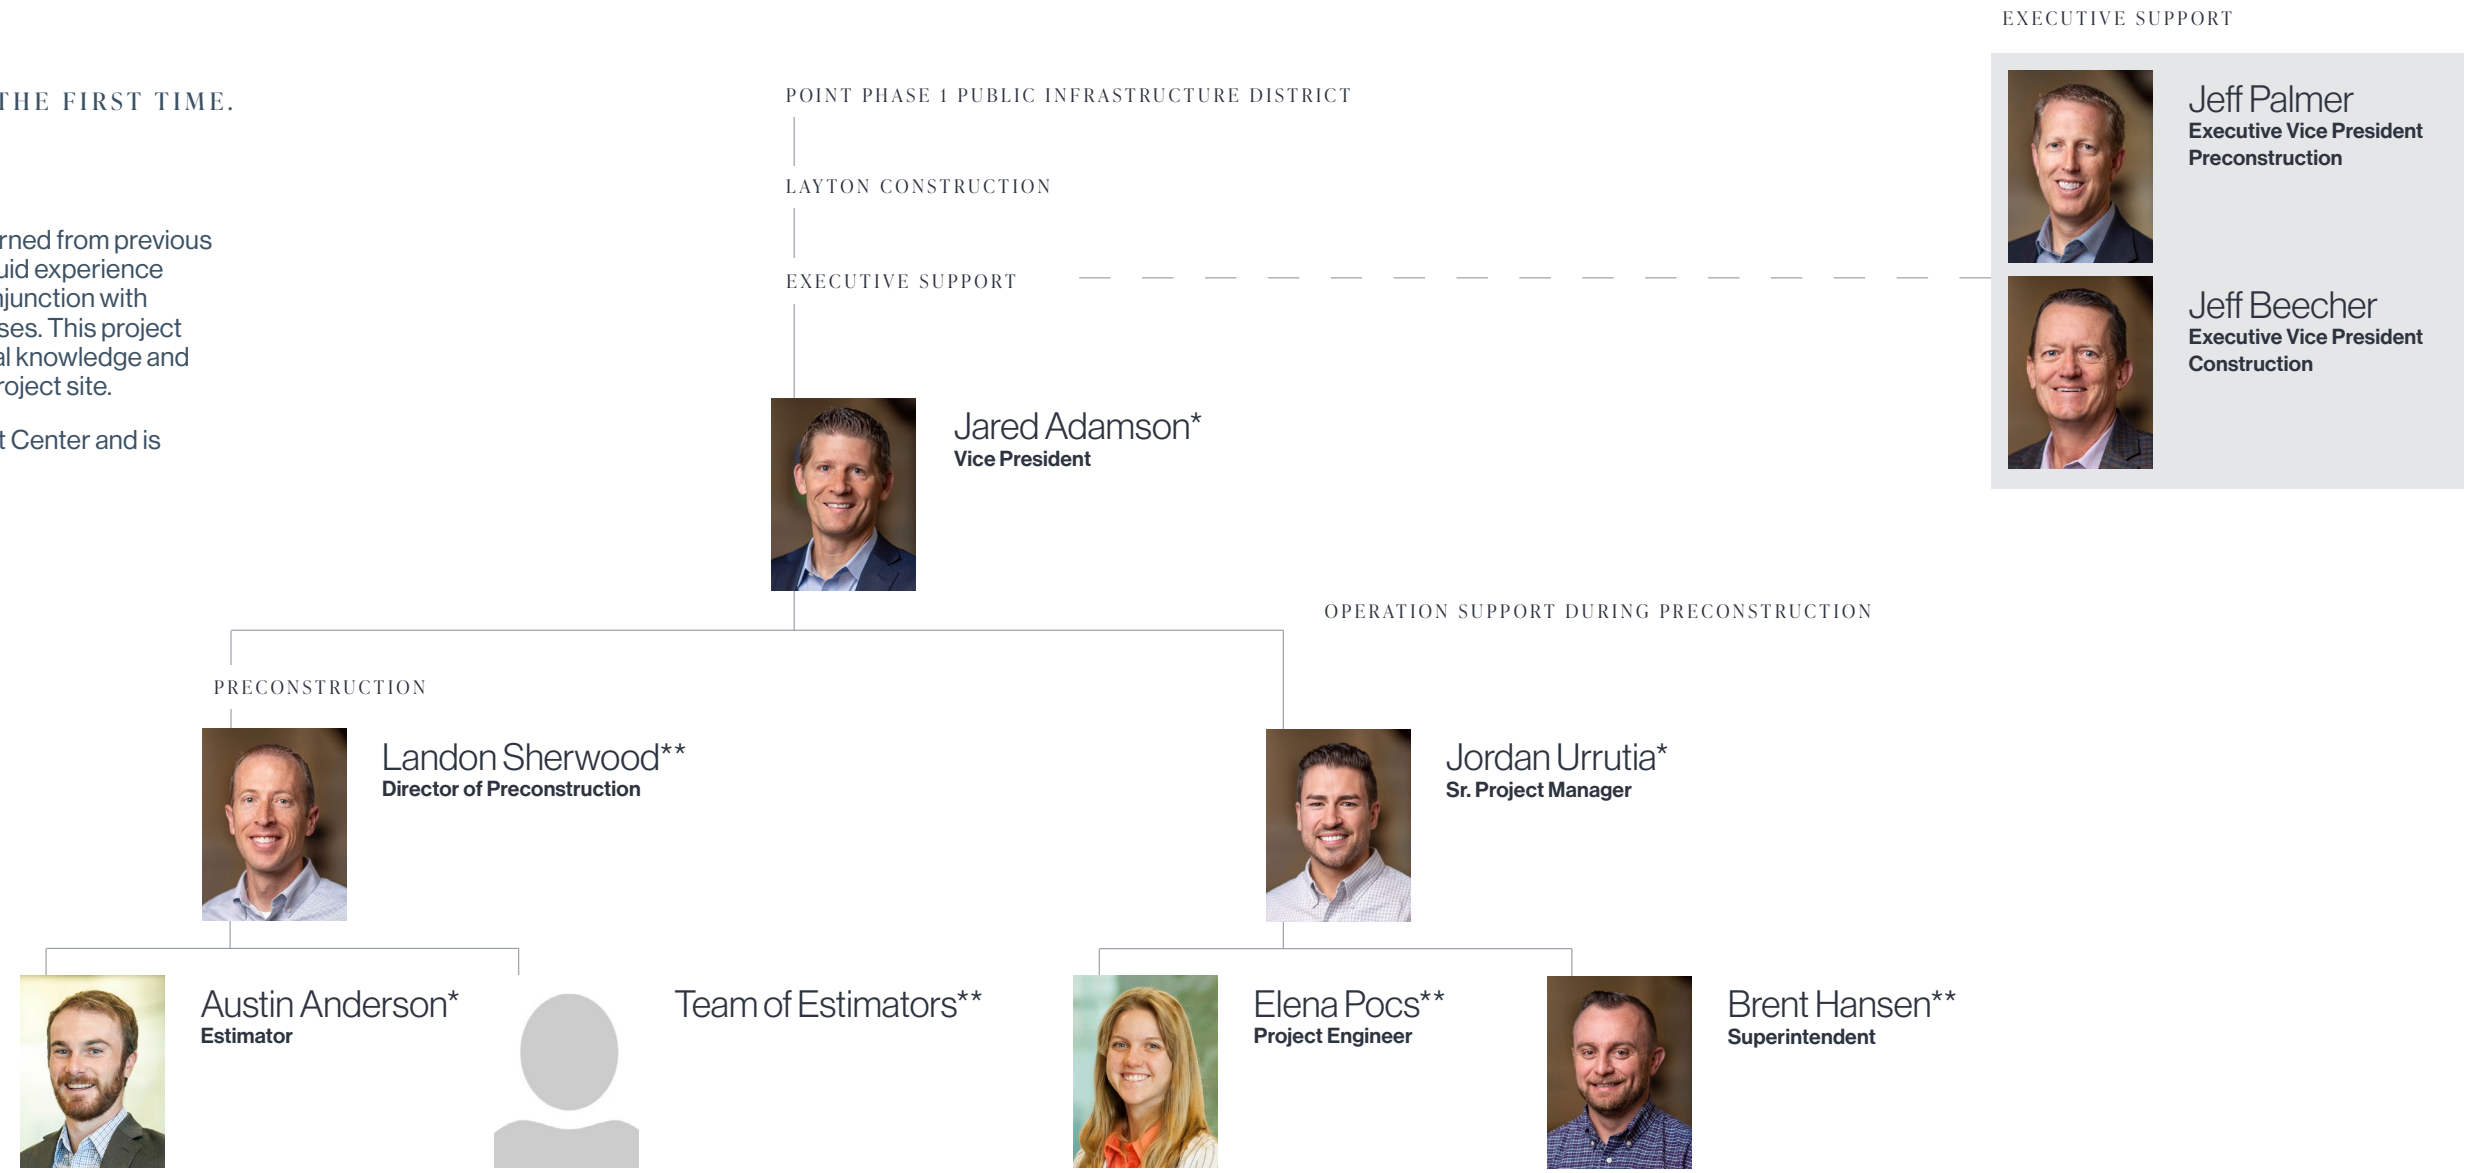 THE FIRST TIME.
rned from previous
uid experience
njunction with
ses. This project
al knowledge and
roject site.
t Center and is
POINT PHASE 1 PUBLIC INFRASTRUCTURE DISTRICT
LAYTON CONSTRUCTION
EXECUTIVE SUPPORT
EXECUTIVE SUPPORT
Jeff Palmer
Executive Vice President
Preconstruction
Jeff Beecher
Executive Vice President
Construction
Jared Adamson*
Vice President
OPERATION SUPPORT DURING PRECONSTRUCTION
PRECONSTRUCTION
Landon Sherwood**
Director of Preconstruction
Jordan Urrutia*
Sr. Project Manager
Austin Anderson*
Estimator
Team of Estimators**
Elena Pocs**
Project Engineer
Brent Hansen**
Superintendent